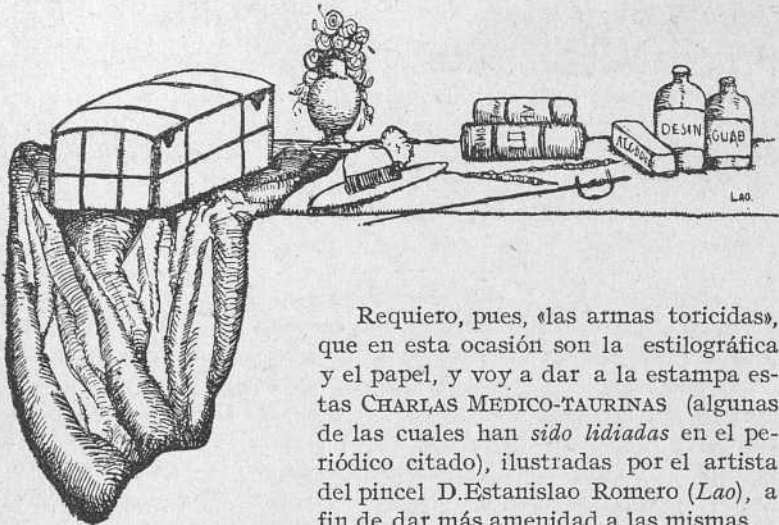 DESIN
GUAB
ALGODON
LAO.
Requiero, pues, «las armas toricidas»,
que en esta ocasión son la estilográfica
y el papel, y voy a dar a la estampa es-
tas CHARLAS MEDICO-TAURINAS (algunas
de las cuales han sido lidiadas en el pe-
riódico citado), ilustradas por el artista
del pincel D.Estanislao Romero (Lao), a
fin de dar más amenidad a las mismas.